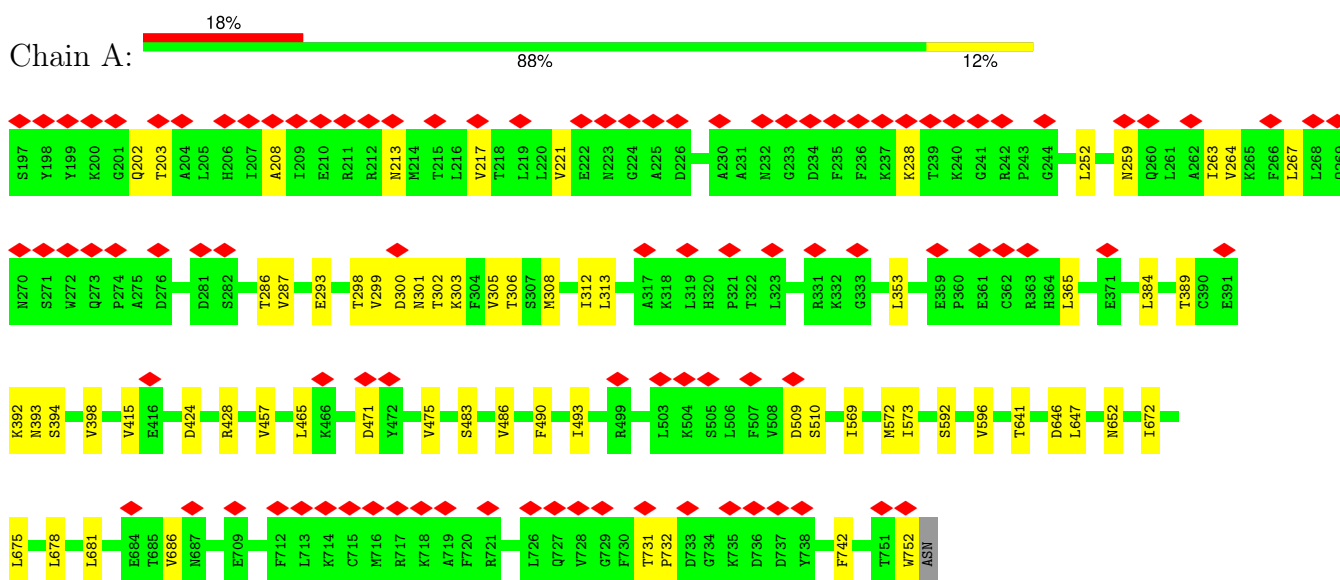 18%
Chain A:
88%
12%
S197 Y198 Y199 K200 G201 Q202 T203 A204 L205 H206 I207 A208 I209 E210 R211 R212 N213 M214 T215 L216 V217 T218 L219 L220 V221 E222 N223 G224 A225 D226 A230 A231 N232 G233 D234 F235 F236 K237 K238 T239 K240 G241 R242 P243 G244 L252 N259 Q260 L261 A262 I263 V264 K265 F266 L267 L268 Q269
N270 S271 W272 Q273 P274 A275 D276 D281 S282 T286 V287 E293 T298 V299 D300 N301 T302 K303 F304 V305 T306 S307 M308 I312 L313 A317 K318 L319 H320 P321 T322 L323 R331 K332 G333 L353 E359 P360 E361 C362 R363 H364 L365 E371 L384 T389 C390 E391
K392 N393 S394 V398 V415 E416 D424 R428 V457 L465 K466 D471 Y472 V475 S483 V486 F490 I493 R499 L503 K504 S505 L506 F507 V508 D509 S510 I569 M572 I573 S592 V596 T641 D646 L647 N652 I672
L675 L678 L681 E684 T685 V686 N687 E709 F712 L713 K714 C715 M716 R717 K718 A719 F720 R721 L726 Q727 V728 G729 F730 T731 P732 D733 G734 K735 D736 D737 Y738 F742 T751 W752 ASN